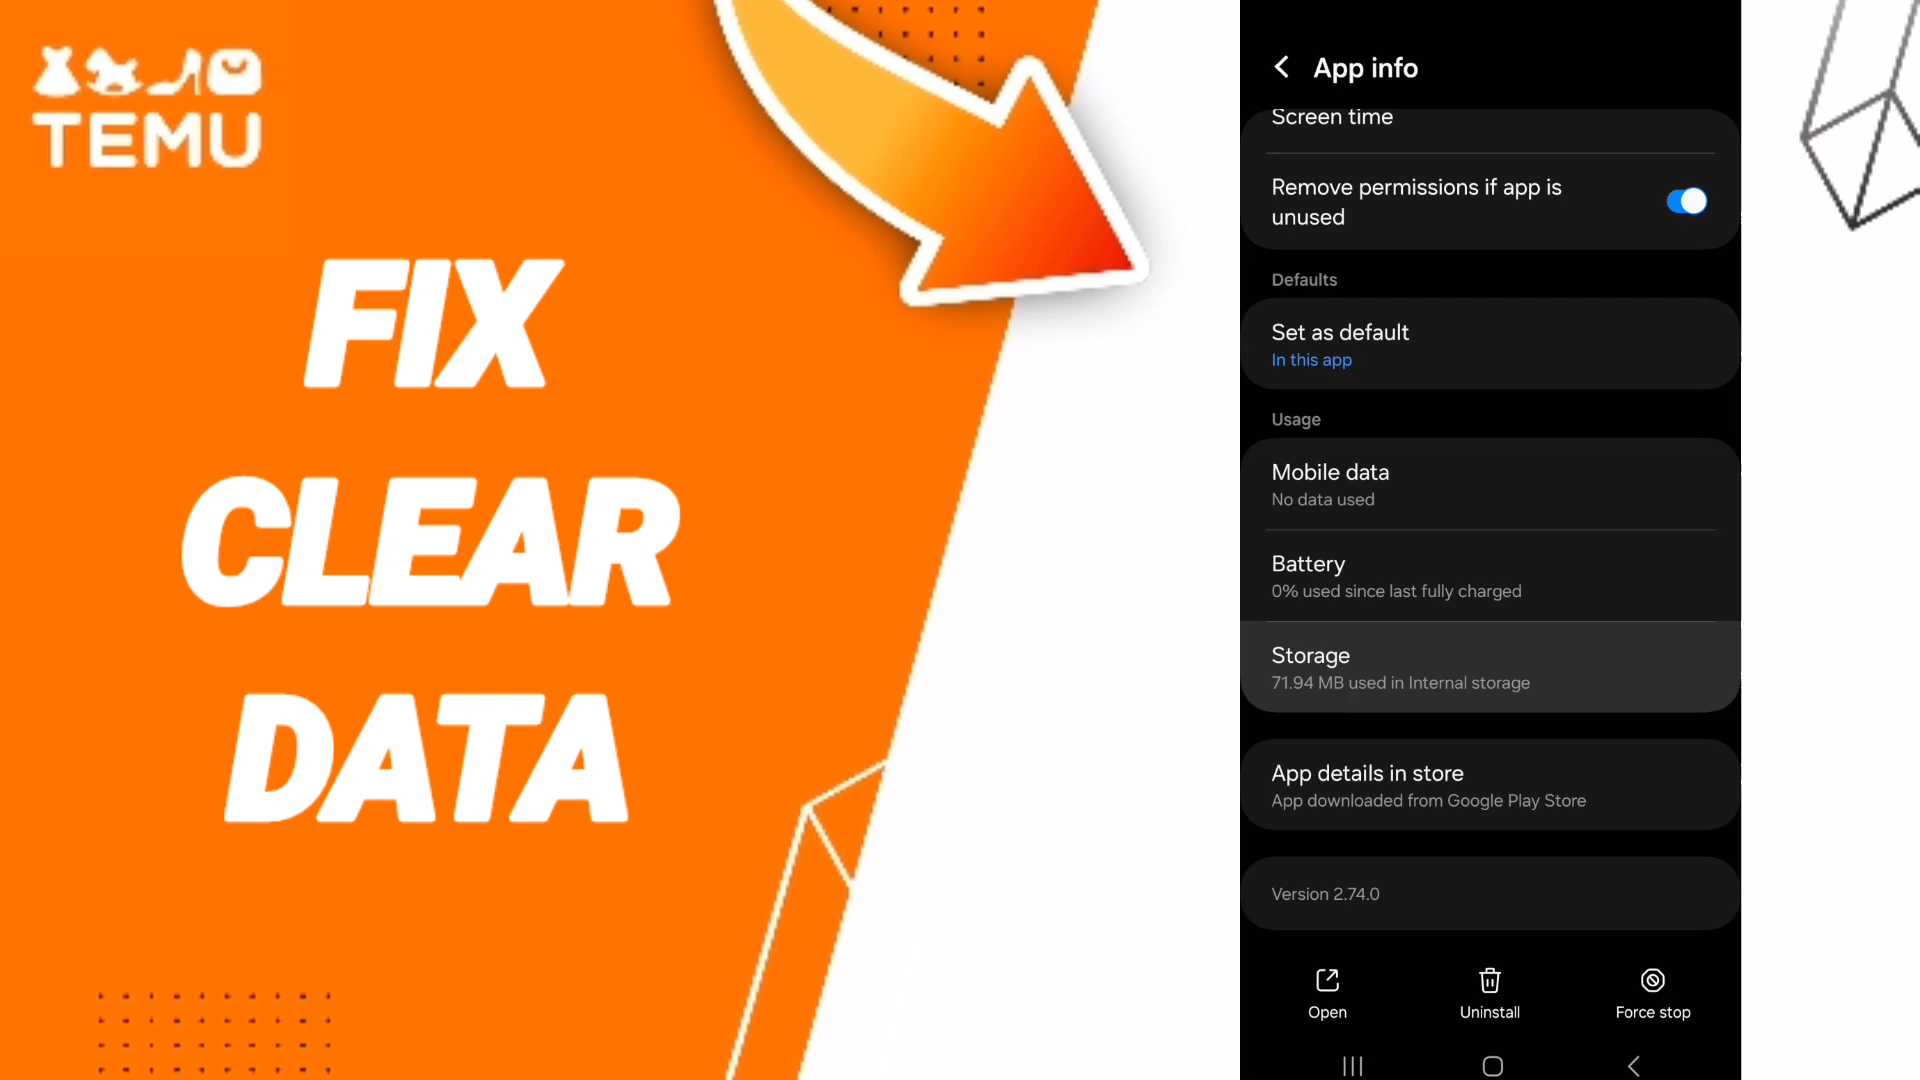 TEMU
FIX
CLEAR
DATA
App info
Screen time
Remove permissions if app is
unused
Defaults
Set as default
In this app
Usage
Mobile data
No data used
Battery
0% used since last fully charged
Storage
71.94 MB used in Internal storage
App details in store
App downloaded from Google Play Store
Version 2.74.0
Open
Uninstall
Force stop